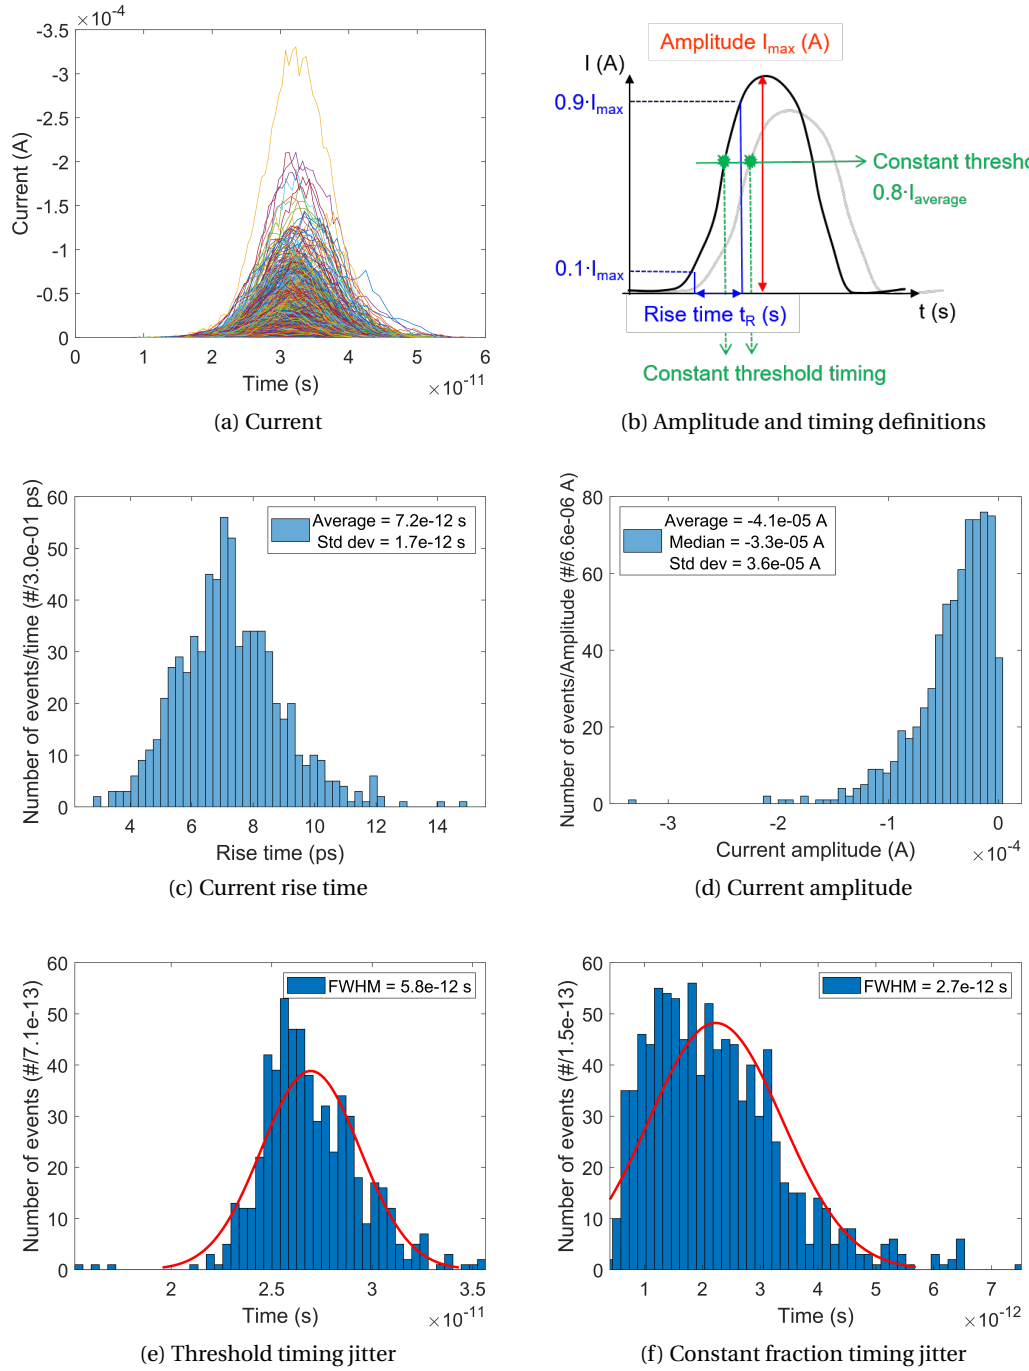 ×10⁻⁴
-3.5
-3
-2
-1
-0.5
0
Current (A)
0 1 2 3 4 5 6
Time (s)
×10⁻¹¹
(a) Current
Amplitude Imax (A)
I (A)
0.9·Imax
Constant thresho
0.8·Iaverage
0.1·Imax
t (s)
Rise time tR (s)
Constant threshold timing
(b) Amplitude and timing definitions
60
50
40
30
20
10
0
Number of events/time (#/3.0e-01 ps)
Average = 7.2e-12 s
Std dev = 1.7e-12 s
4 6 8 10 12 14
Rise time (ps)
(c) Current rise time
80
60
40
20
0
Number of events/Amplitude (#/6.6e-06 A)
Average = -4.1e-05 A
Median = -3.3e-05 A
Std dev = 3.6e-05 A
-3 -2 -1 0
Current amplitude (A)
×10⁻⁴
(d) Current amplitude
60
50
40
30
20
10
0
Number of events (#/7.1e-13)
FWHM = 5.8e-12 s
2 2.5 3 3.5
Time (s)
×10⁻¹¹
(e) Threshold timing jitter
60
50
40
30
20
10
0
Number of events (#/1.5e-13)
FWHM = 2.7e-12 s
1 2 3 4 5 6 7
Time (s)
×10⁻¹²
(f) Constant fraction timing jitter